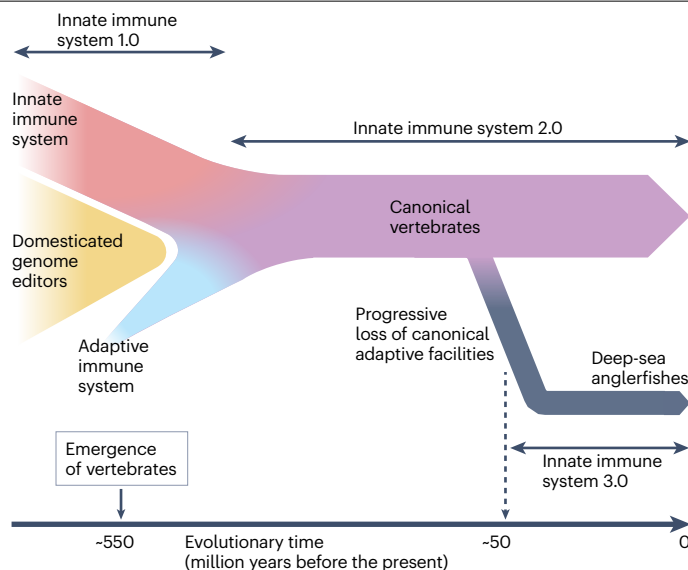 Innate immune
system 1.0
Innate
immune
system
Innate immune system 2.0
Canonical
vertebrates
Domesticated
genome
editors
Adaptive
immune
system
Progressive
loss of canonical
adaptive facilities
Deep-sea
anglerfishes
Emergence
of vertebrates
Innate immune
system 3.0
~550
Evolutionary time
(million years before the present)
~50
0